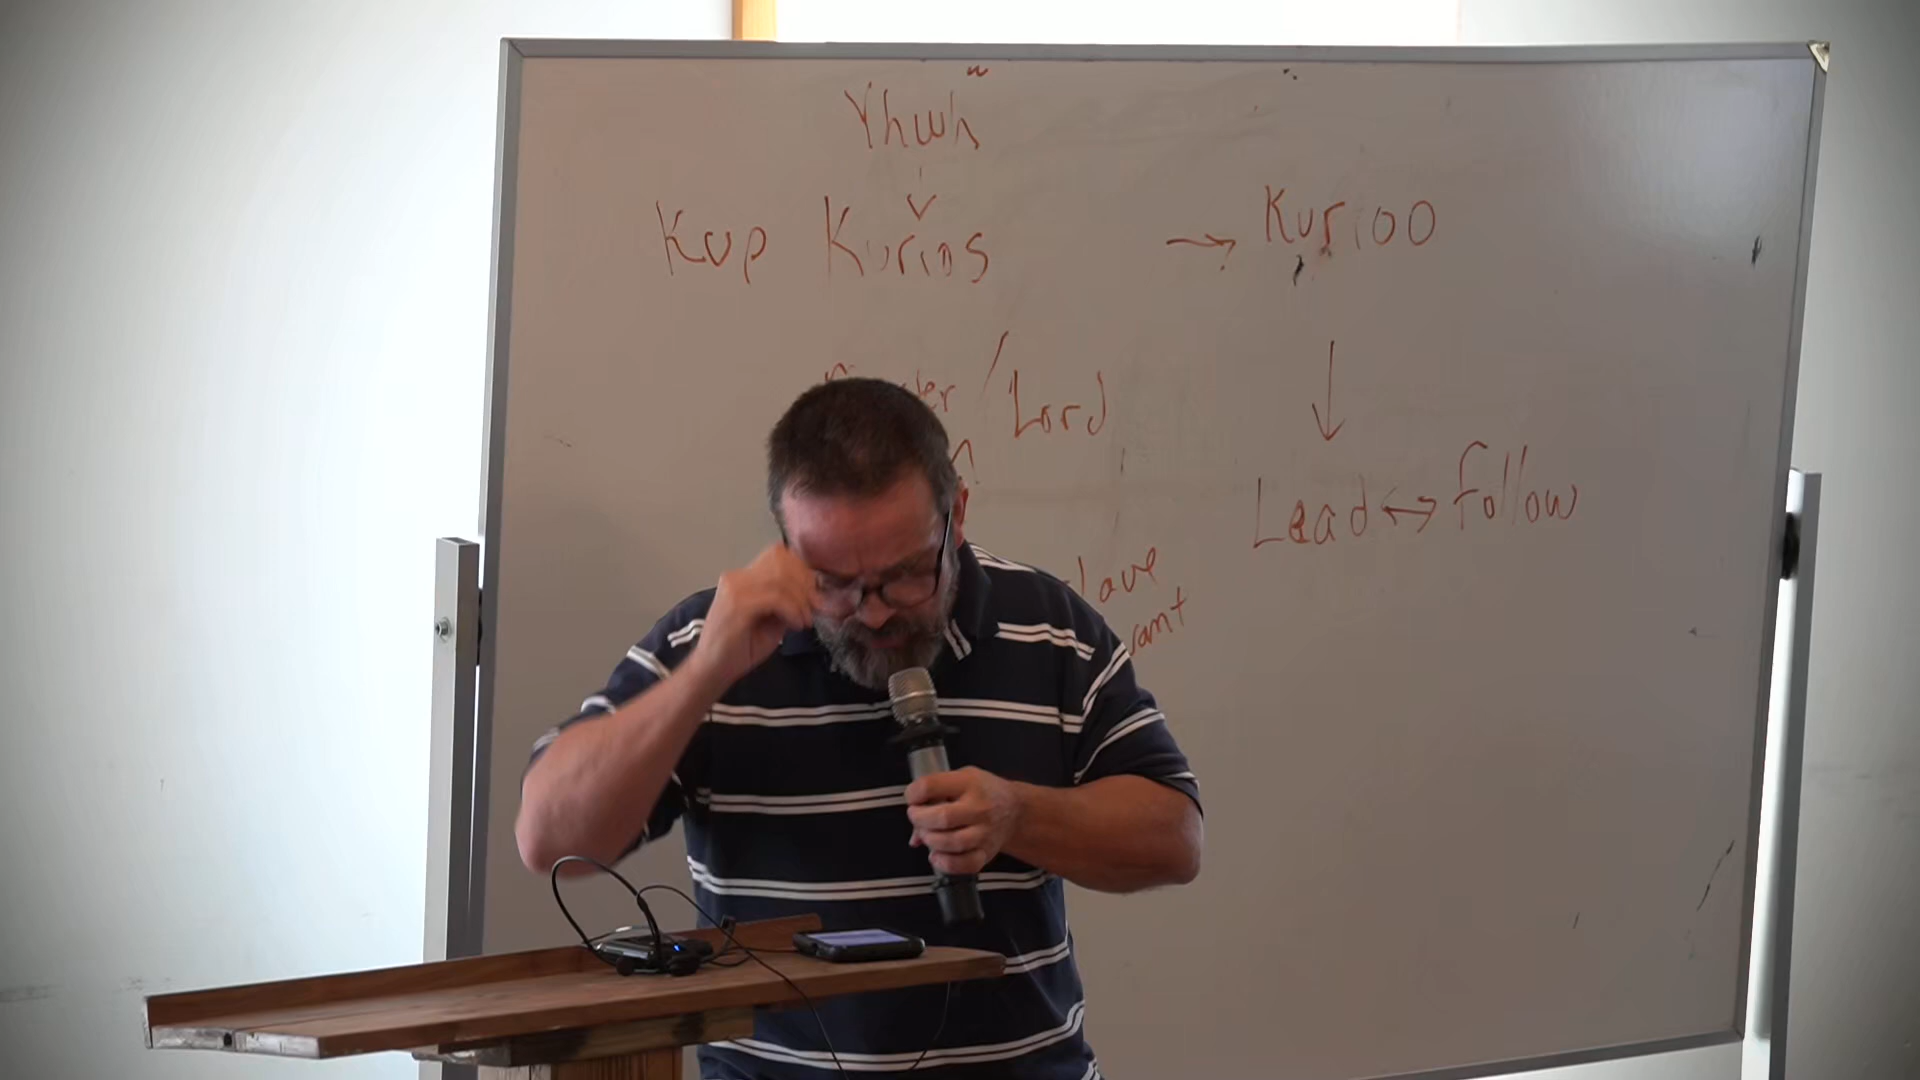 Yhwh
Kup Kurios → Kurioo
/Lord
Lead ↔ follow